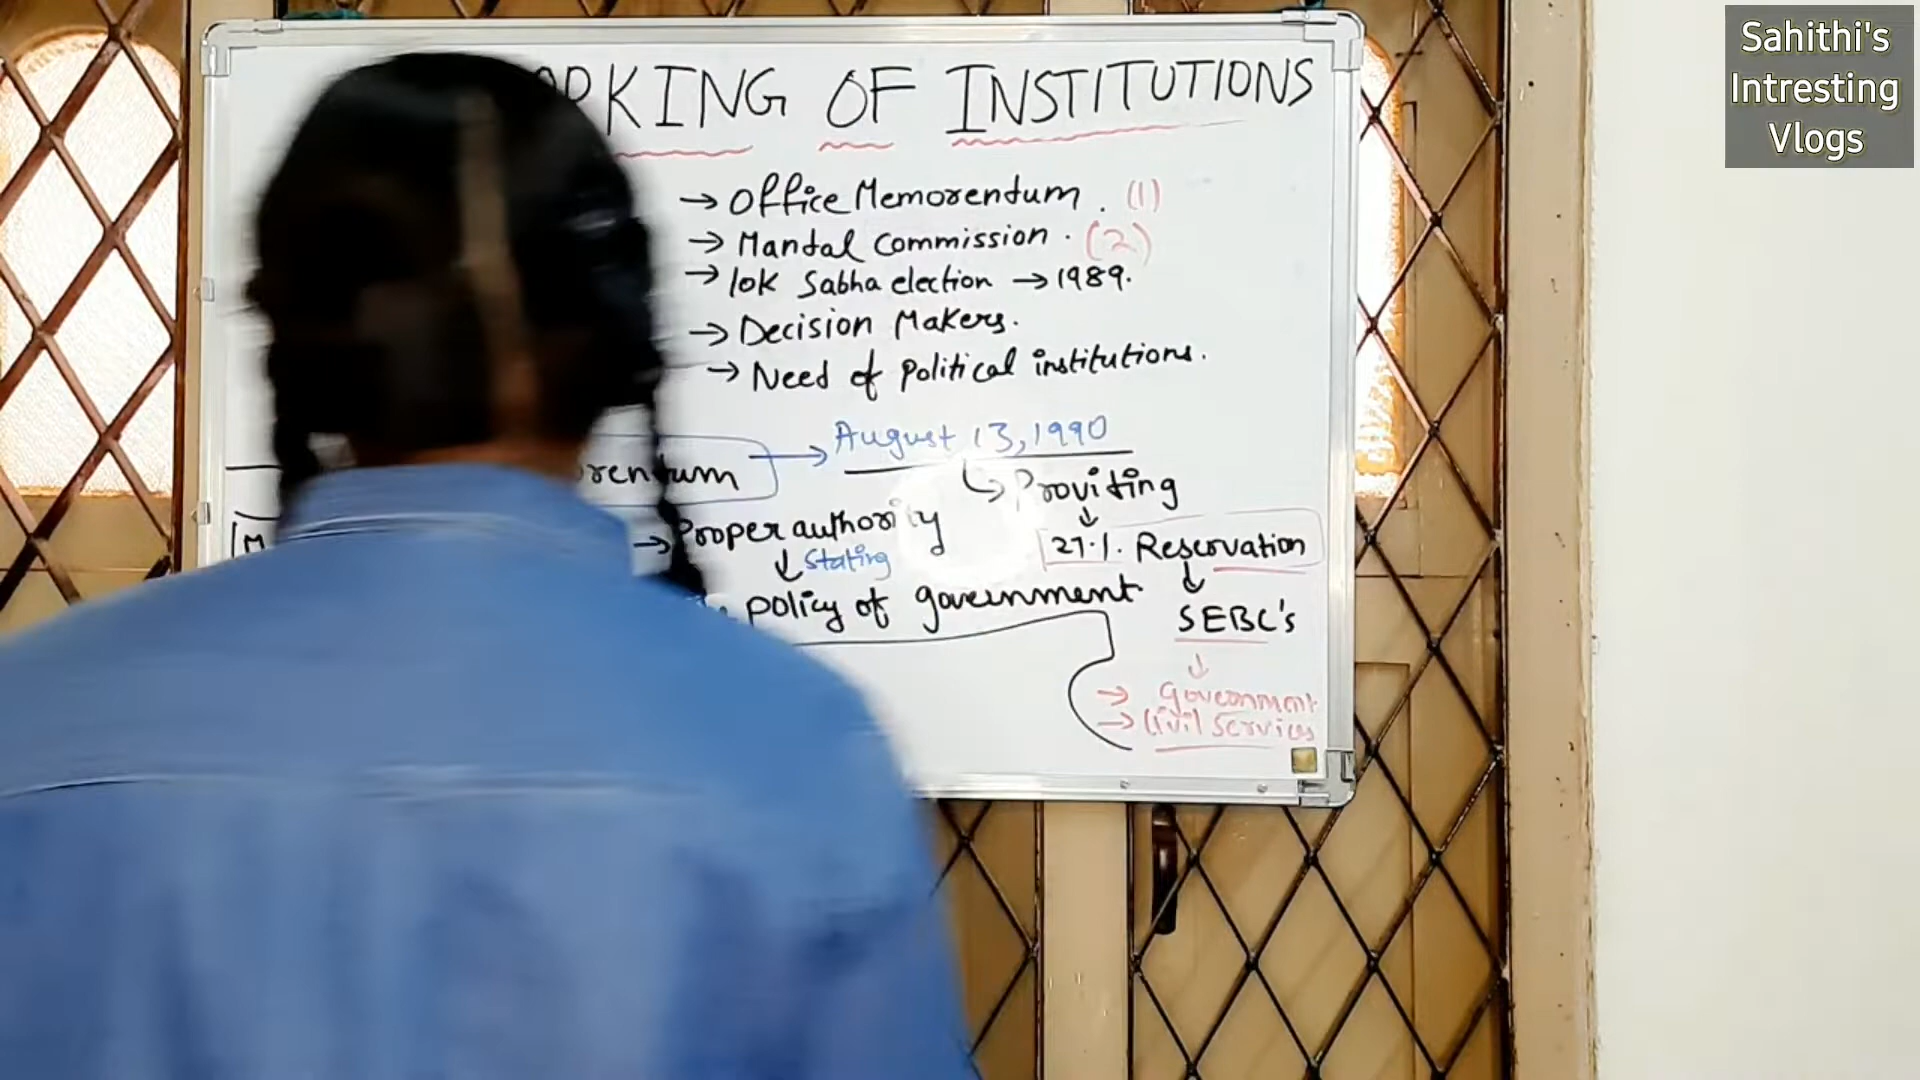 Sahithi's
Intresting
Vlogs
ORKING OF INSTITUTIONS
→ Office Memorendum. (1)
→ Mandal Commission. (2)
→ lok Sabha election → 1989.
→ Decision Makers.
→ Need of political institutions.
orendum → August 13, 1990
↳ Proviting
→ Proper authority
↓ Stating
policy of government
↓
27%. Reservation
↓
SEBC's
↓
→ Government
→ Civil Services